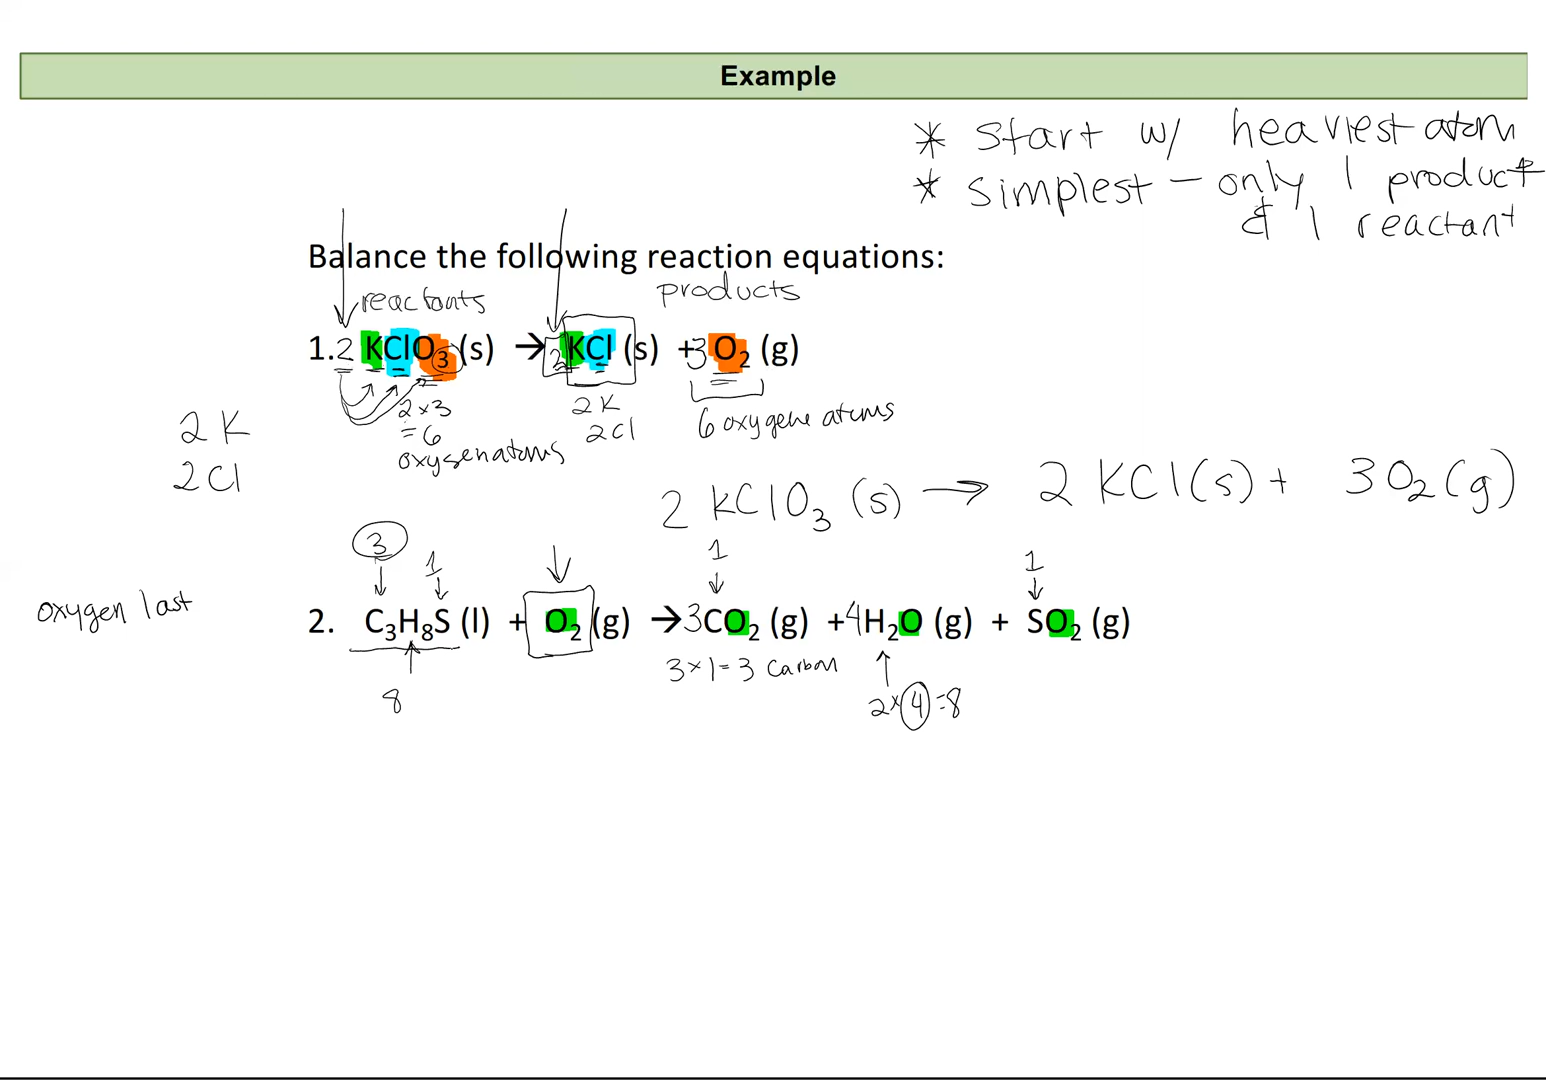 Example
* start w/ heaviest atom
* simplest - only 1 product
& 1 reactant
Balance the following reaction equations:
reactants products
1. 2 KClO₃ (s) → 2 KCl (s) + 3 O₂ (g)
2 x 3
= 6
oxygen atoms
2 K
2 Cl
6 oxygene atoms
2 K
2 Cl
2 KClO₃ (s) → 2 KCl(s) + 3O₂(g)
3 1 1 1
oxygen last
2. C₃H₈S (l) + O₂ (g) → 3CO₂ (g) + 4H₂O (g) + SO₂ (g)
3 x 1 = 3 carbon
8
2 x 4 = 8